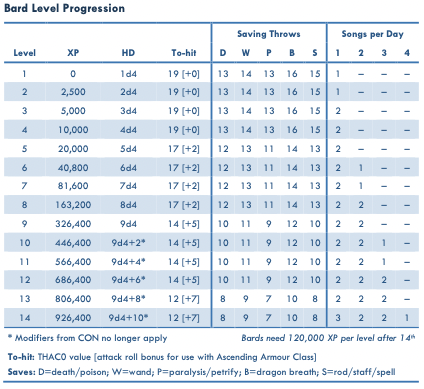 Bard Level Progression
Saving Throws Songs per Day
Level XP HD To-hit D W P B S 1 2 3 4
1 0 1d4 19 [+0] 13 14 13 16 15 1 – – –
2 2,500 2d4 19 [+0] 13 14 13 16 15 1 – – –
3 5,000 3d4 19 [+0] 13 14 13 16 15 2 – – –
4 10,000 4d4 19 [+0] 13 14 13 16 15 2 – – –
5 20,000 5d4 17 [+2] 12 13 11 14 13 2 – – –
6 40,800 6d4 17 [+2] 12 13 11 14 13 2 1 – –
7 81,600 7d4 17 [+2] 12 13 11 14 13 2 1 – –
8 163,200 8d4 17 [+2] 12 13 11 14 13 2 2 – –
9 326,400 9d4 14 [+5] 10 11 9 12 10 2 2 – –
10 446,400 9d4+2* 14 [+5] 10 11 9 12 10 2 2 1 –
11 566,400 9d4+4* 14 [+5] 10 11 9 12 10 2 2 1 –
12 686,400 9d4+6* 14 [+5] 10 11 9 12 10 2 2 2 –
13 806,400 9d4+8* 12 [+7] 8 9 7 10 8 2 2 2 –
14 926,400 9d4+10* 12 [+7] 8 9 7 10 8 3 2 2 1
* Modifiers from CON no longer apply Bards need 120,000 XP per level after 14th
To-hit: THAC0 value [attack roll bonus for use with Ascending Armour Class]
Saves: D=death/poison; W=wand; P=paralysis/petrify; B=dragon breath; S=rod/staff/spell